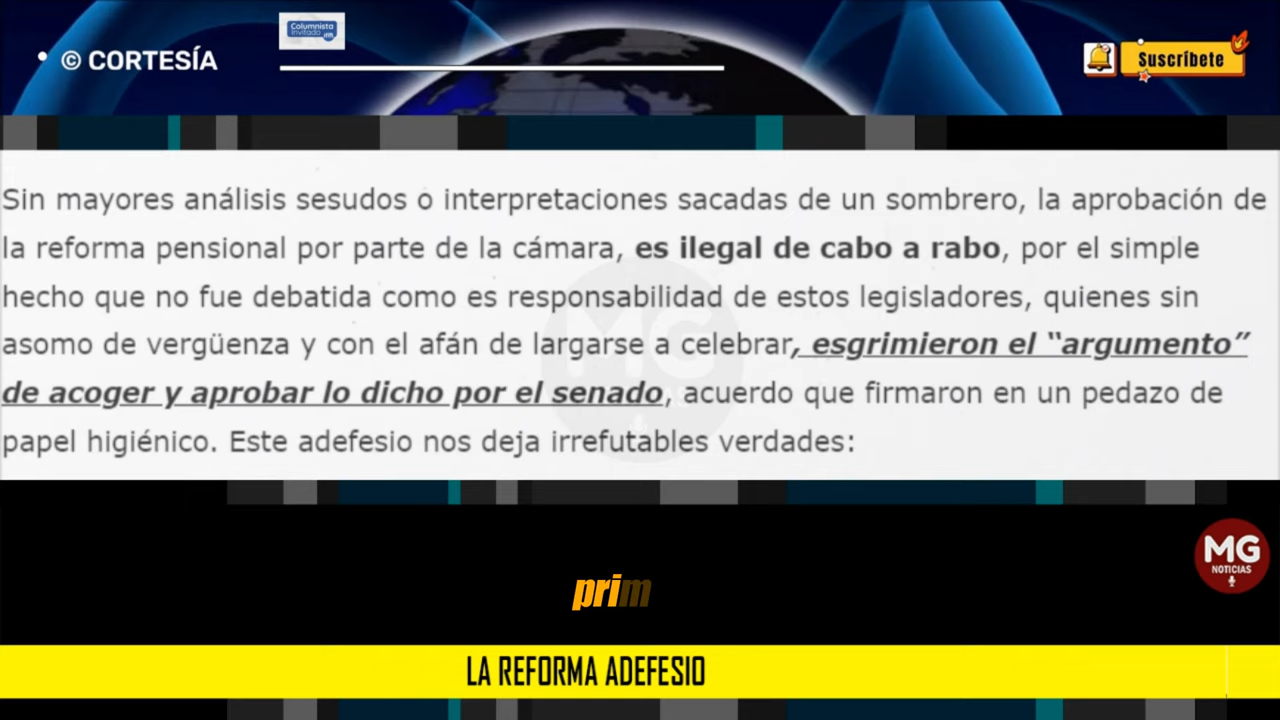 Columnista
Invitado
© CORTESÍA
Suscríbete
Sin mayores análisis sesudos o interpretaciones sacadas de un sombrero, la aprobación de
la reforma pensional por parte de la cámara, es ilegal de cabo a rabo, por el simple
hecho que no fue debatida como es responsabilidad de estos legisladores, quienes sin
asomo de vergüenza y con el afán de largarse a celebrar, esgrimieron el “argumento”
de acoger y aprobar lo dicho por el senado, acuerdo que firmaron en un pedazo de
papel higiénico. Este adefesio nos deja irrefutables verdades:
MG
MG
NOTICIAS
prim
LA REFORMA ADEFESIO